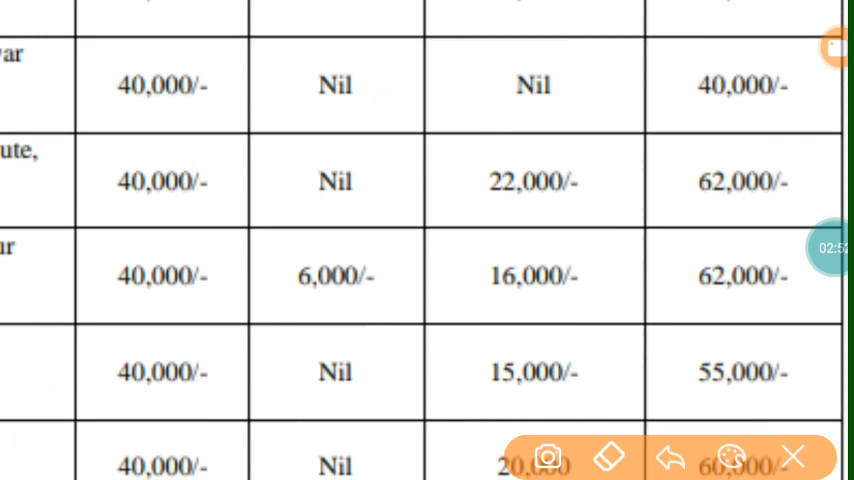 ar
40,000/- Nil Nil 40,000/-
ute,
40,000/- Nil 22,000/- 62,000/-
ur
40,000/- 6,000/- 16,000/- 62,000/-
40,000/- Nil 15,000/- 55,000/-
40,000/- Nil 20,000 60,000/-
02:52